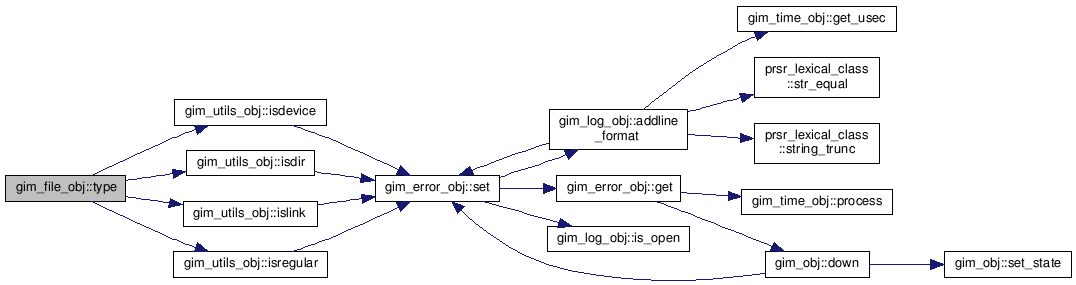 gim_file_obj::type
gim_utils_obj::isdevice
gim_utils_obj::isdir
gim_utils_obj::islink
gim_utils_obj::isregular
gim_error_obj::set
gim_log_obj::addline
_format
gim_error_obj::get
gim_log_obj::is_open
gim_time_obj::get_usec
prsr_lexical_class
::str_equal
prsr_lexical_class
::string_trunc
gim_time_obj::process
gim_obj::down
gim_obj::set_state